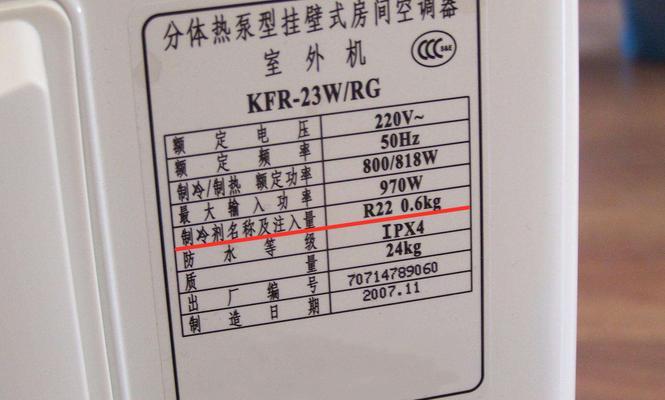 分体热泵型挂壁式房间空调器
室外机
CCC S&E
KFR-23W/RG
额定电压 220V~
额定频率 50Hz
制冷/制热 额定功率 800/818W
最大输入功率 970W
制冷剂名称及注入量 R22 0.6kg
防水等级 IPX4
质量 24kg
出厂编号 70714789060
制造日期 2007.11